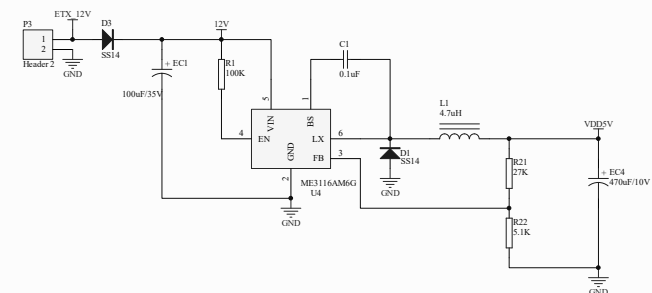 ETX_12V
P3
D3
12V
1
2
SS14
Header 2
GND
+ EC1
100uF/35V
R1
100K
C1
0.1uF
5
1
VIN
BS
4
EN
LX
6
GND
FB
3
2
ME3116AM6G
U4
GND
D1
SS14
GND
L1
4.7uH
VDD5V
R21
27K
+ EC4
470uF/10V
R22
5.1K
GND